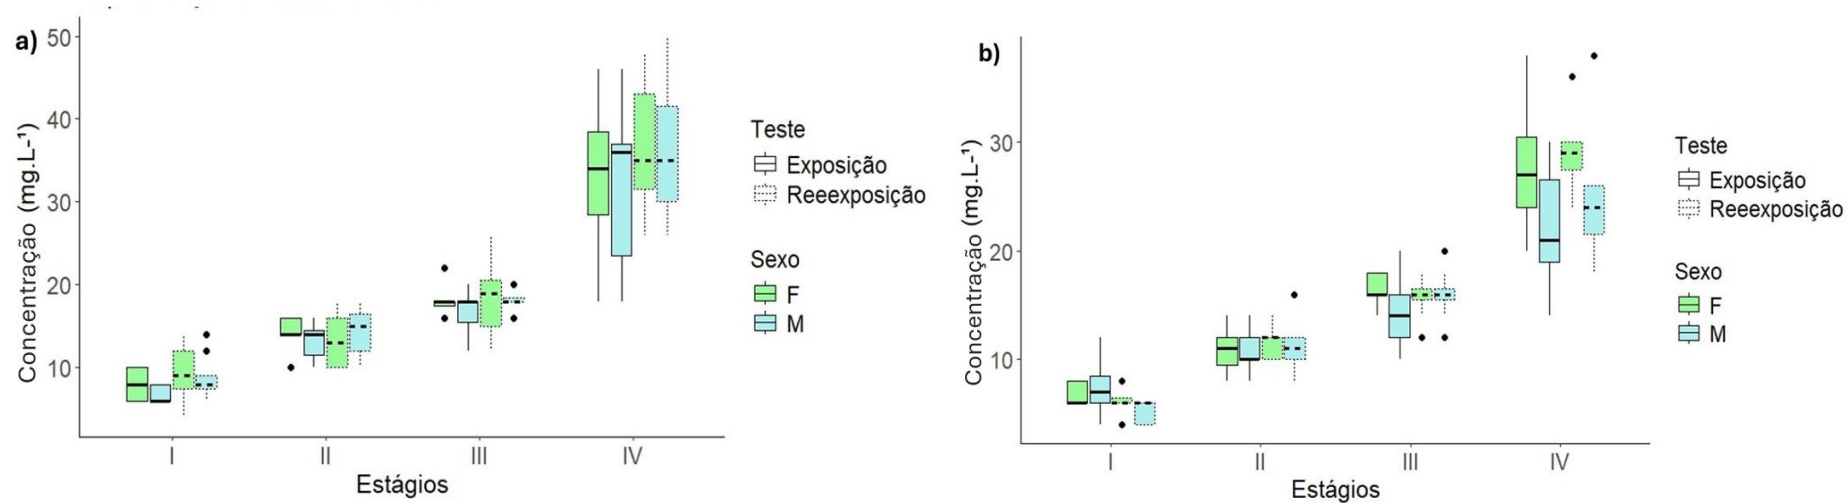 a)
50
40
30
20
10
Concentração (mg.L-¹)
I II III IV
Estágios
Teste
Exposição
Reeexposição
Sexo
F
M
b)
30
20
10
Concentração (mg.L-¹)
I II III IV
Estágios
Teste
Exposição
Reeexposição
Sexo
F
M